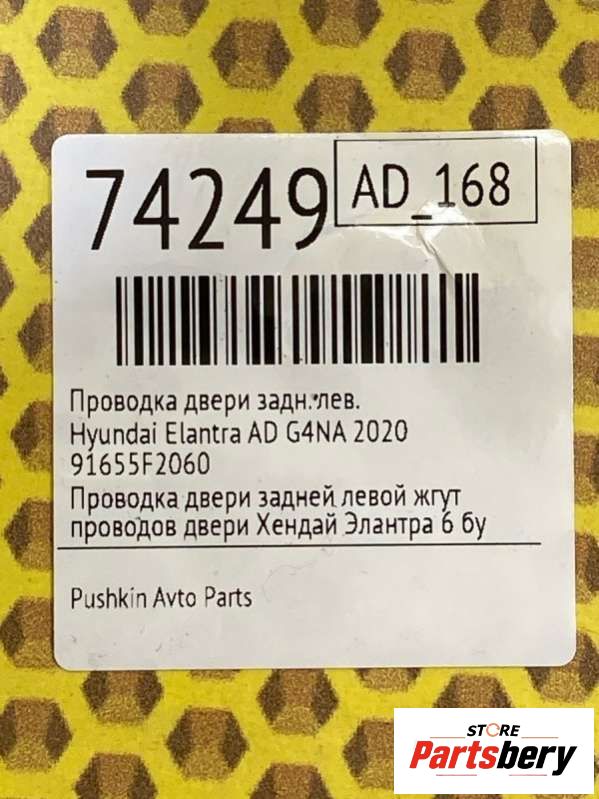 74249
AD_168
Проводка двери задн. лев.
Hyundai Elantra AD G4NA 2020
91655F2060
Проводка двери задней левой жгут
проводов двери Хендай Элантра 6 бу
Pushkin Avto Parts
STORE
Partsbery